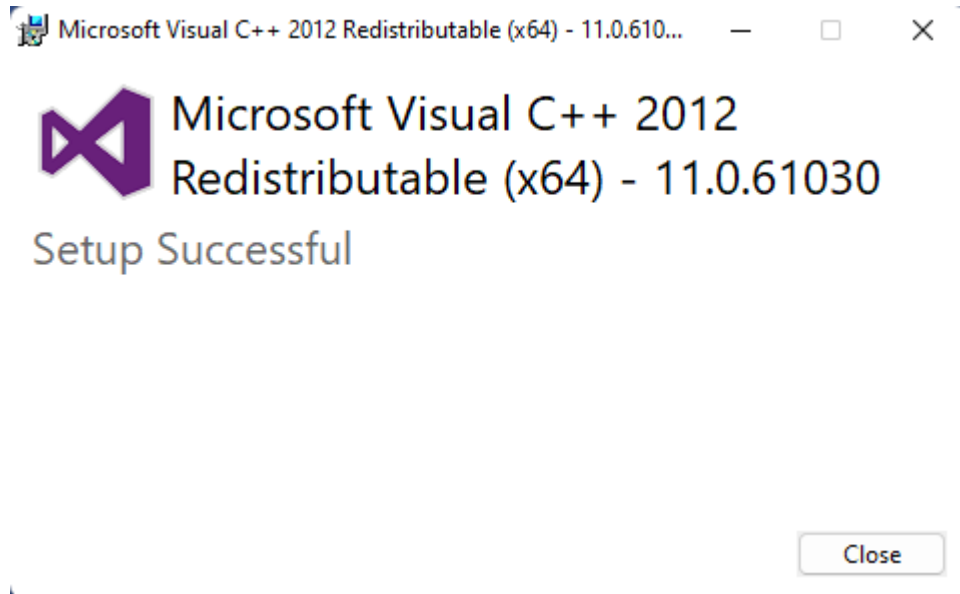 Microsoft Visual C++ 2012 Redistributable (x64) - 11.0.610...
Microsoft Visual C++ 2012
Redistributable (x64) - 11.0.61030
Setup Successful
Close